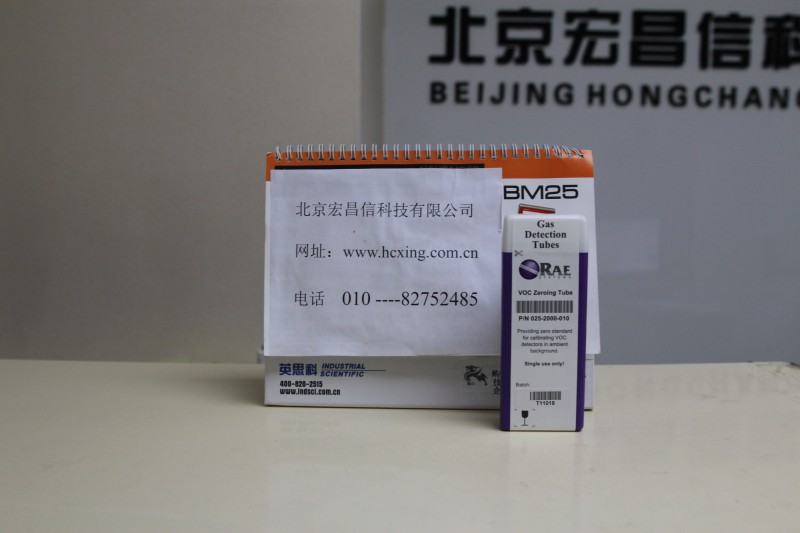 北京宏昌信科
BEIJING HONGCHANG
BM25
北京宏昌信科技有限公司
网址：www.hcxing.com.cn
电话 010 ----82752485
英思科 INDUSTRIAL
SCIENTIFIC
400-820-2515
www.indsci.com.cn
Gas
Detection
Tubes
RAE
SYSTEMS
VOC Zeroing Tube
P/N 025-2000-010
Providing zero standard
for calibrating VOC
detectors in ambient
background.
Single use only!
Batch:
T11018